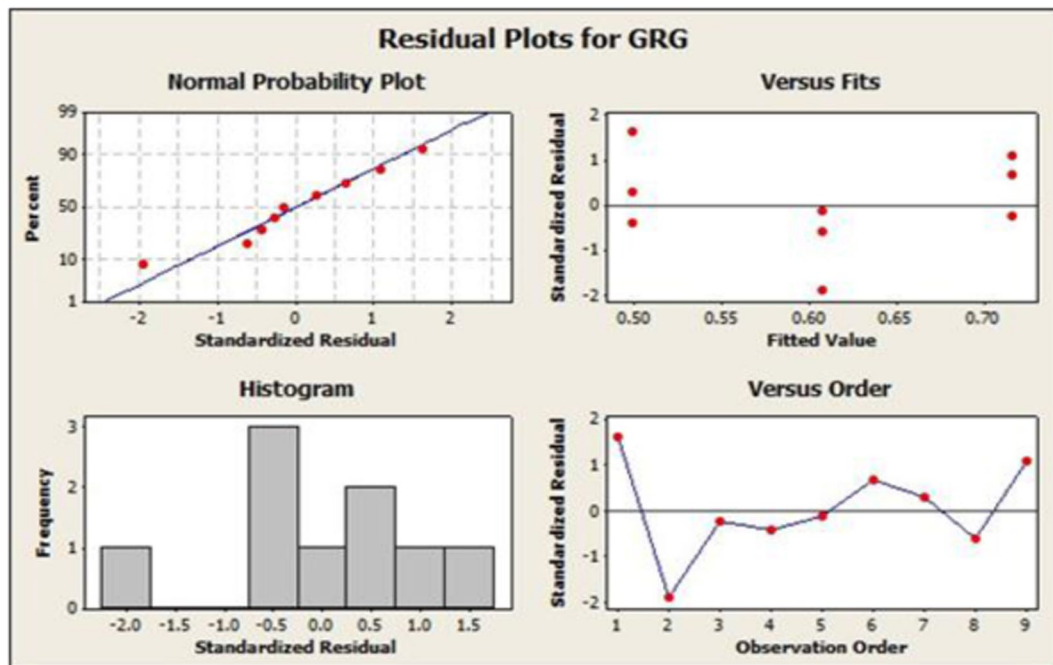 Residual Plots for GRG
Normal Probability Plot
99
90
50
10
1
Percent
-2 -1 0 1 2
Standardized Residual
Versus Fits
2
1
0
-1
-2
Standardized Residual
0.50 0.55 0.60 0.65 0.70
Fitted Value
Histogram
3
2
1
0
Frequency
-2.0 -1.5 -1.0 -0.5 0.0 0.5 1.0 1.5
Standardized Residual
Versus Order
2
1
0
-1
-2
Standardized Residual
1 2 3 4 5 6 7 8 9
Observation Order